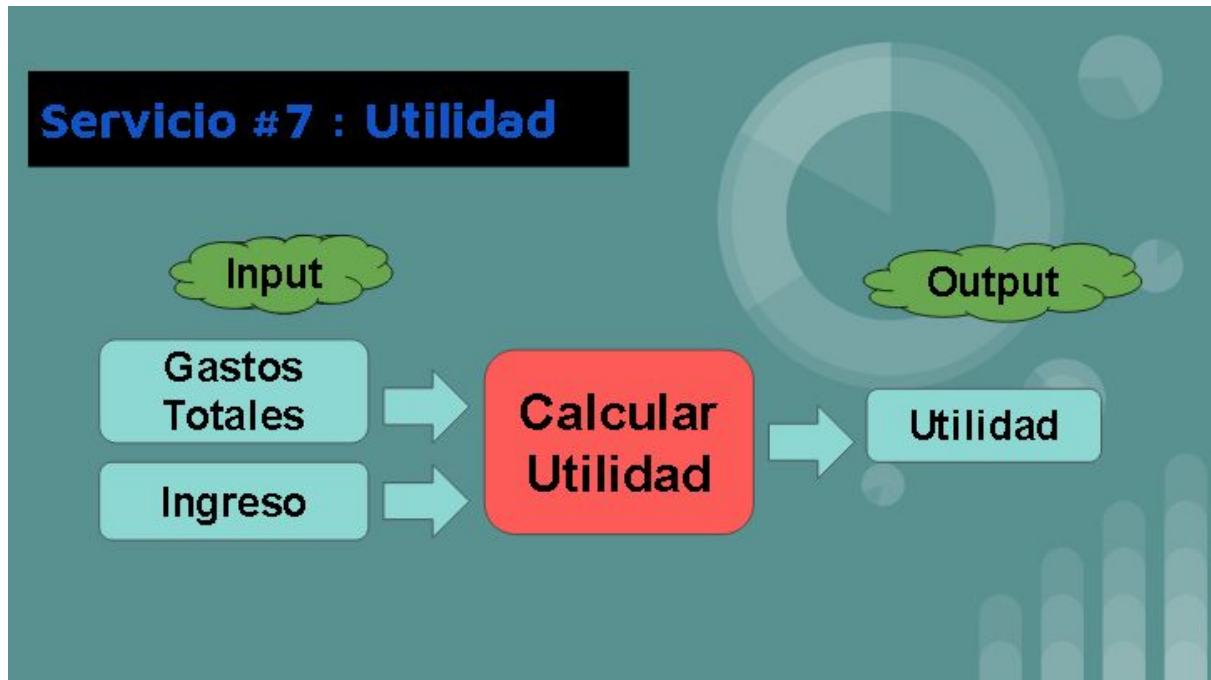 Servicio #7 : Utilidad
Input
Output
Gastos
Totales
Ingreso
Calcular
Utilidad
Utilidad